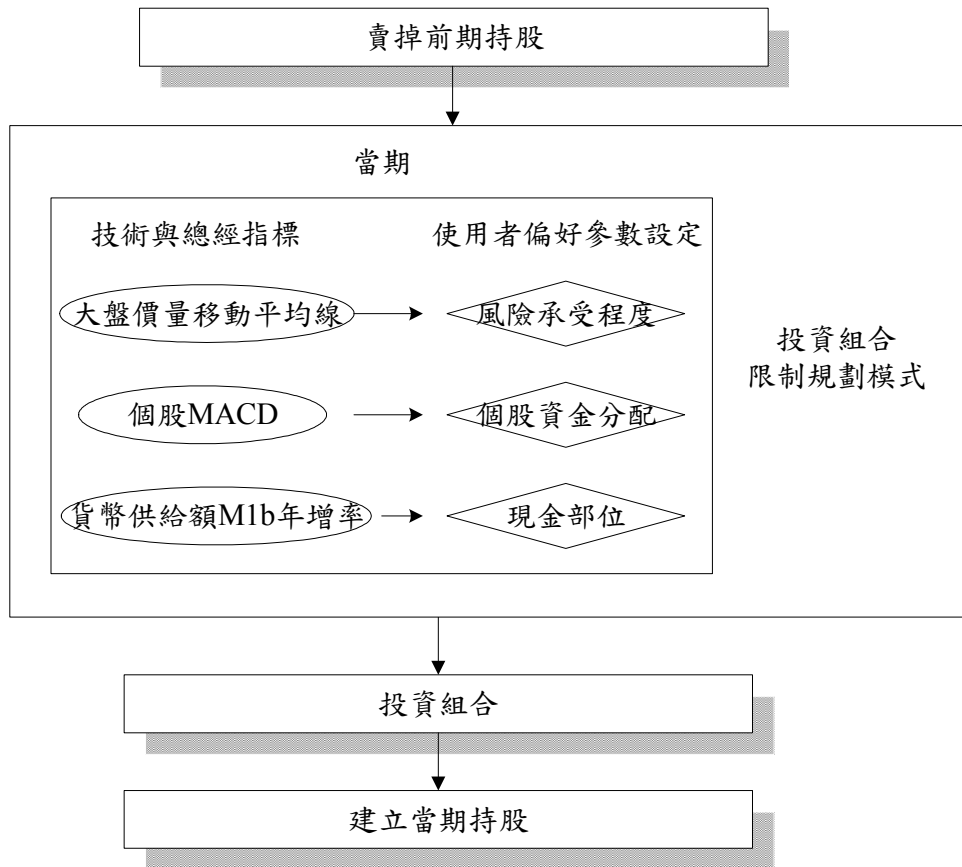 賣掉前期持股
當期
技術與總經指標
使用者偏好參數設定
大盤價量移動平均線
風險承受程度
個股MACD
個股資金分配
貨幣供給額M1b年增率
現金部位
投資組合
限制規劃模式
投資組合
建立當期持股